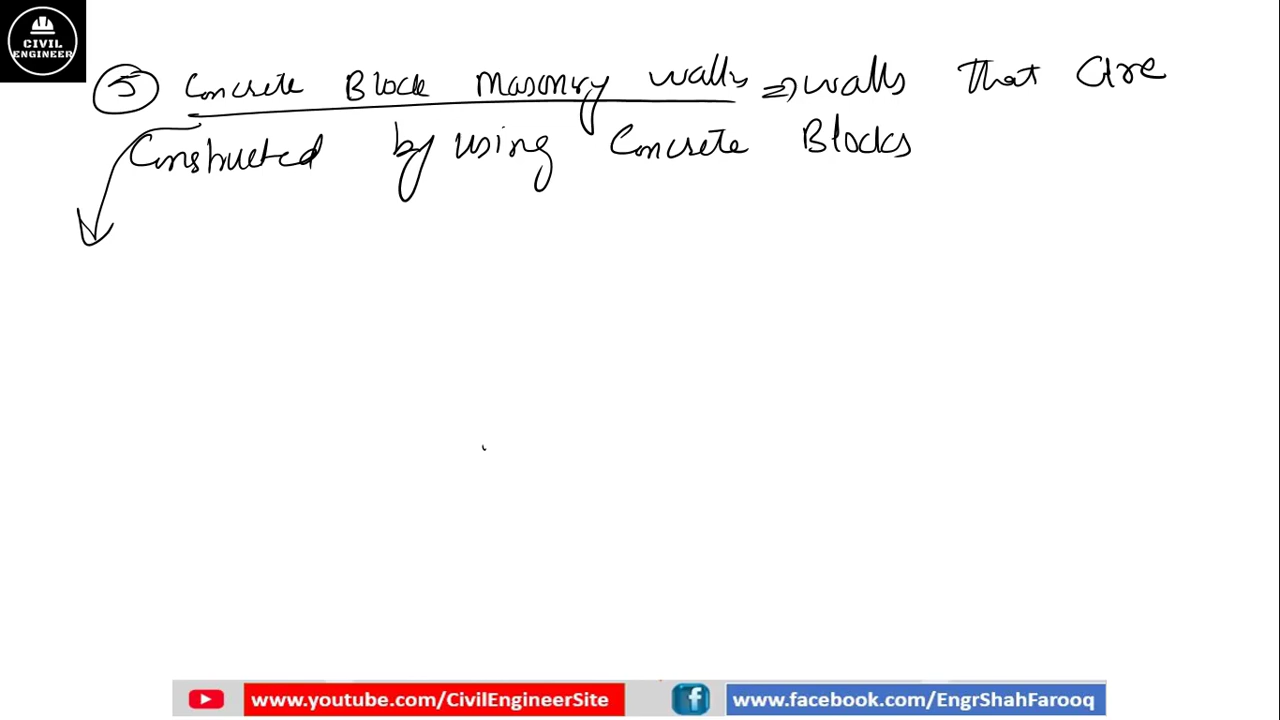 CIVIL
ENGINEER
5 Concrete Block Masonry walls => walls that are
Constructed by using Concrete Blocks
www.youtube.com/CivilEngineerSite
www.facebook.com/EngrShahFarooq